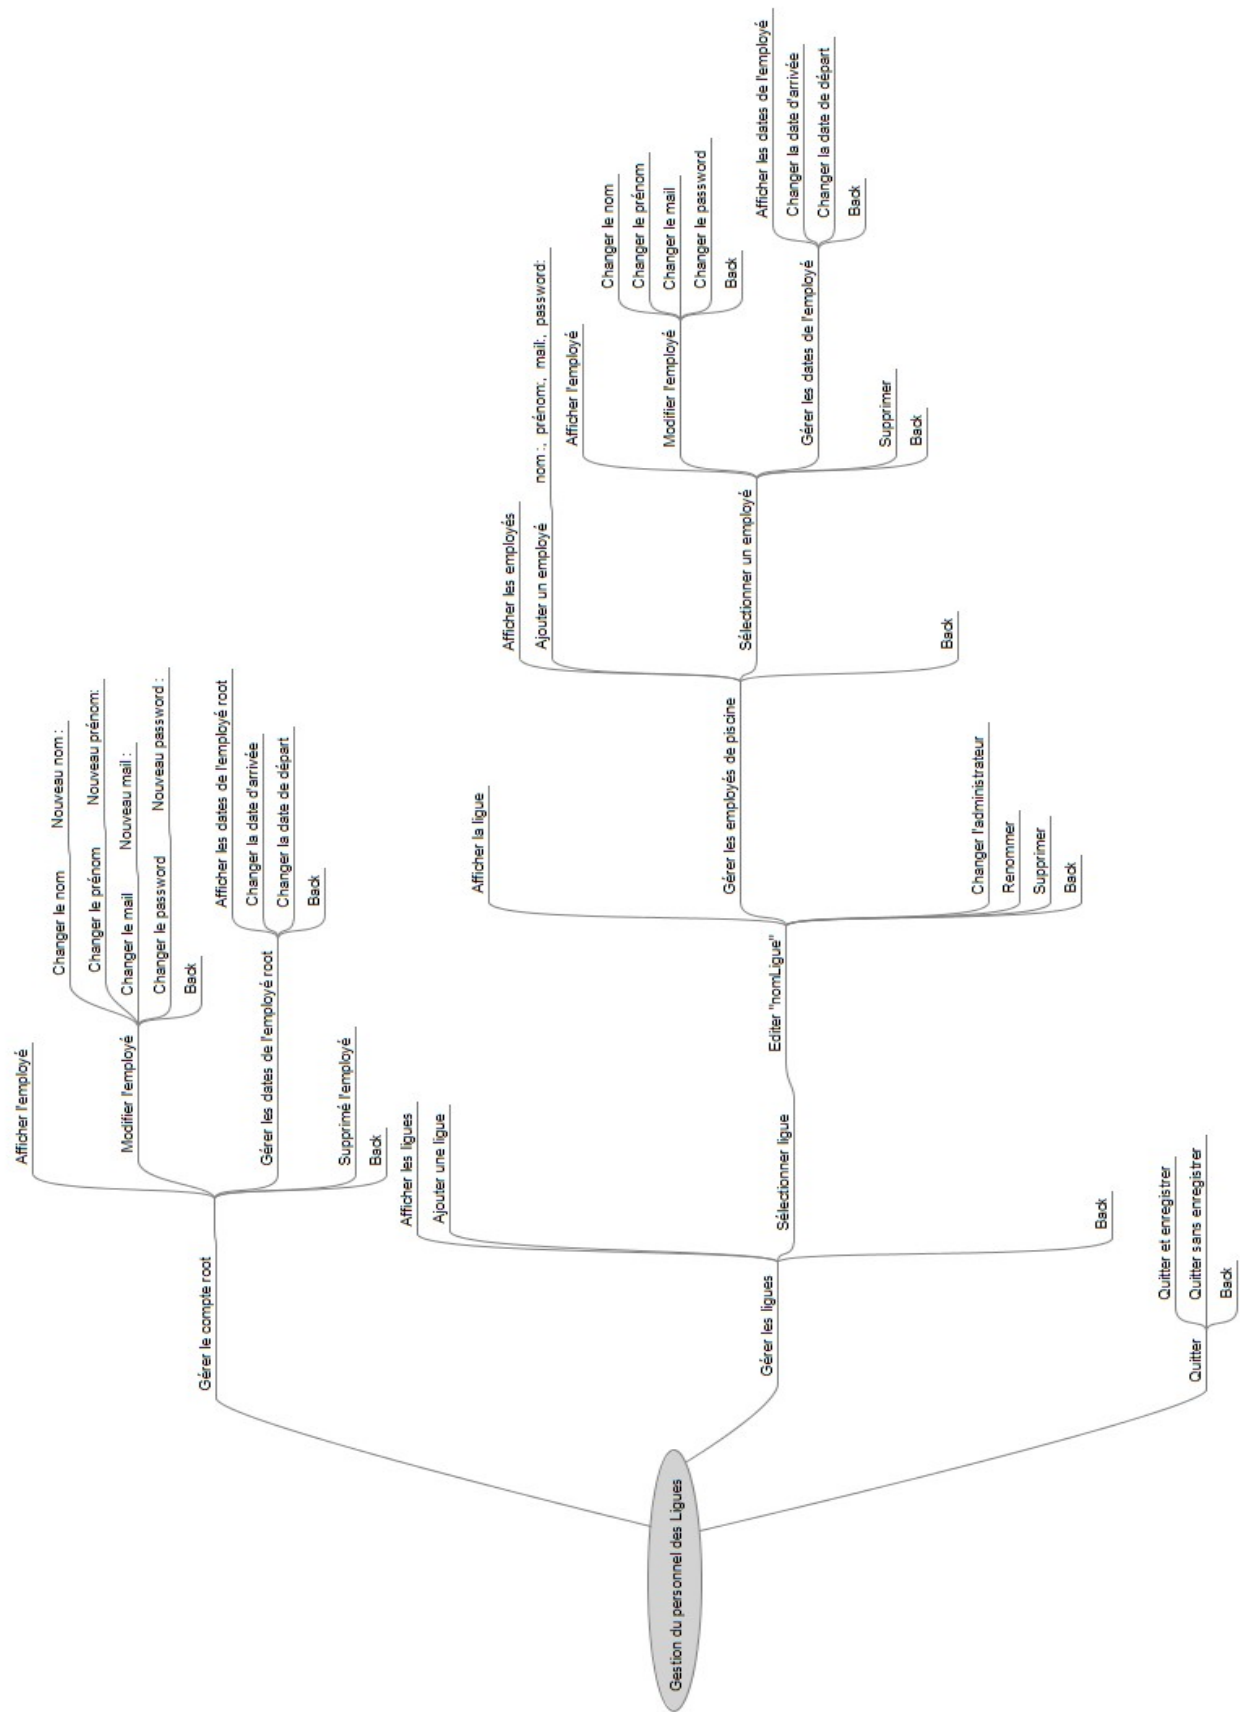 Gestion du personnel des Ligues
Gérer le compte root
Afficher l'employé
Modifier l'employé
Changer le nom
Nouveau nom :
Changer le prénom
Nouveau prénom:
Changer le mail
Nouveau mail :
Changer le password
Nouveau password :
Back
Gérer les dates de l'employé root
Afficher les dates de l'employé root
Changer la date d'arrivée
Changer la date de départ
Back
Supprimé l'employé
Back
Gérer les ligues
Afficher les ligues
Ajouter une ligue
Sélectionner ligue
Editer "nomLigue"
Afficher la ligue
Gérer les employés de piscine
Afficher les employés
Ajouter un employé
nom :, prénom:, mail:, password:
Sélectionner un employé
Afficher l'employé
Modifier l'employé
Changer le nom
Changer le prénom
Changer le mail
Changer le password
Back
Gérer les dates de l'employé
Afficher les dates de l'employé
Changer la date d'arrivée
Changer la date de départ
Back
Supprimer
Back
Back
Changer l'administrateur
Renommer
Supprimer
Back
Back
Quitter
Quitter et enregistrer
Quitter sans enregistrer
Back